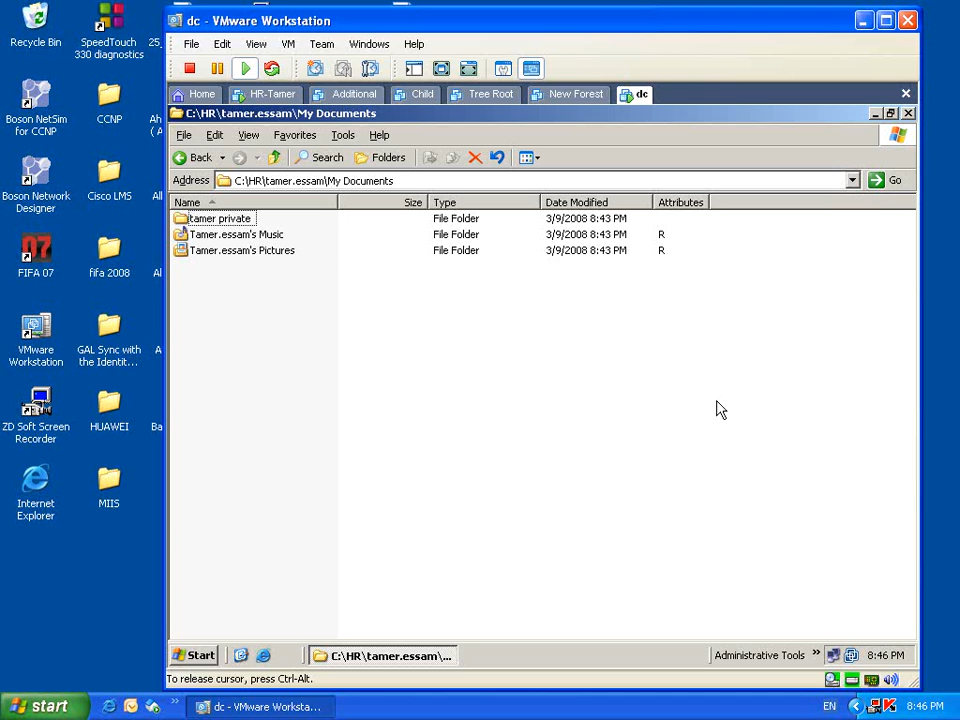 Recycle Bin
SpeedTouch
330 diagnostics
25_
Boson NetSim
for CCNP
CCNP
Ah
( A
Boson Network
Designer
Cisco LMS
All
FIFA 07
fifa 2008
Al
VMware
Workstation
GAL Sync with
the Identit...
A
ZD Soft Screen
Recorder
HUAWEI
Ba
Internet
Explorer
MIIS
dc - VMware Workstation
File Edit View VM Team Windows Help
Home HR-Tamer Additional Child Tree Root New Forest dc
C:\HR\tamer.essam\My Documents
File Edit View Favorites Tools Help
Back Search Folders
Address C:\HR\tamer.essam\My Documents Go
Name Size Type Date Modified Attributes
tamer private File Folder 3/9/2008 8:43 PM
Tamer.essam's Music File Folder 3/9/2008 8:43 PM R
Tamer.essam's Pictures File Folder 3/9/2008 8:43 PM R
Start C:\HR\tamer.essam\... Administrative Tools » 8:46 PM
To release cursor, press Ctrl-Alt.
start » dc - VMware Worksta... EN 8:46 PM